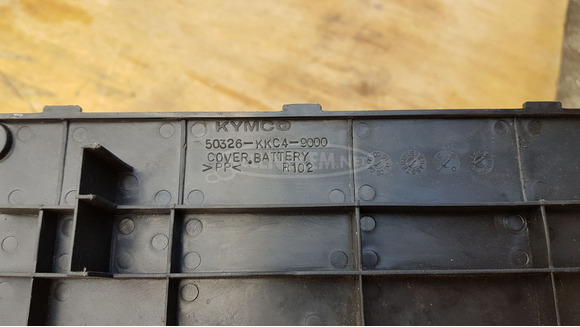 KYMCO
50326-KKC4-9000
COVER.BATTERY
>PP< R102